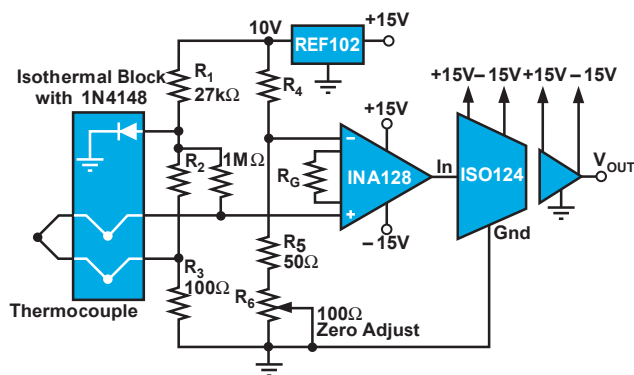 10V
+15V
REF102
Isothermal Block
with 1N4148
R1
27kΩ
R4
+15V
+15V
–15V
+15V
–15V
R2
1MΩ
RG
–
INA128
+
In
ISO124
VOUT
–15V
Gnd
R5
50Ω
R3
100Ω
R6
100Ω
Zero Adjust
Thermocouple